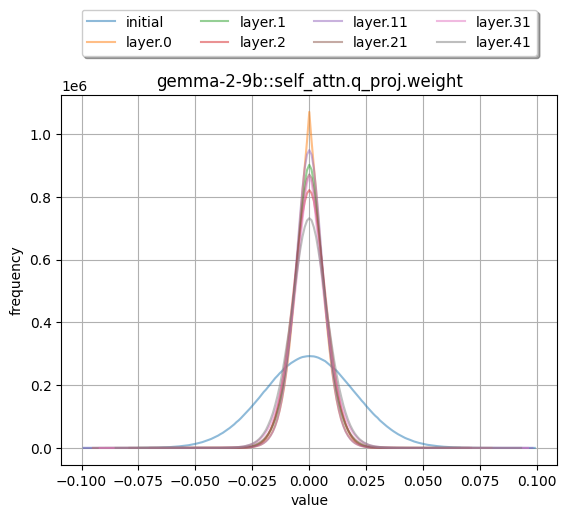 initial layer.1 layer.11 layer.31
layer.0 layer.2 layer.21 layer.41
gemma-2-9b::self_attn.q_proj.weight
1e6
1.0
0.8
0.6
0.4
0.2
0.0
frequency
−0.100 −0.075 −0.050 −0.025 0.000 0.025 0.050 0.075 0.100
value